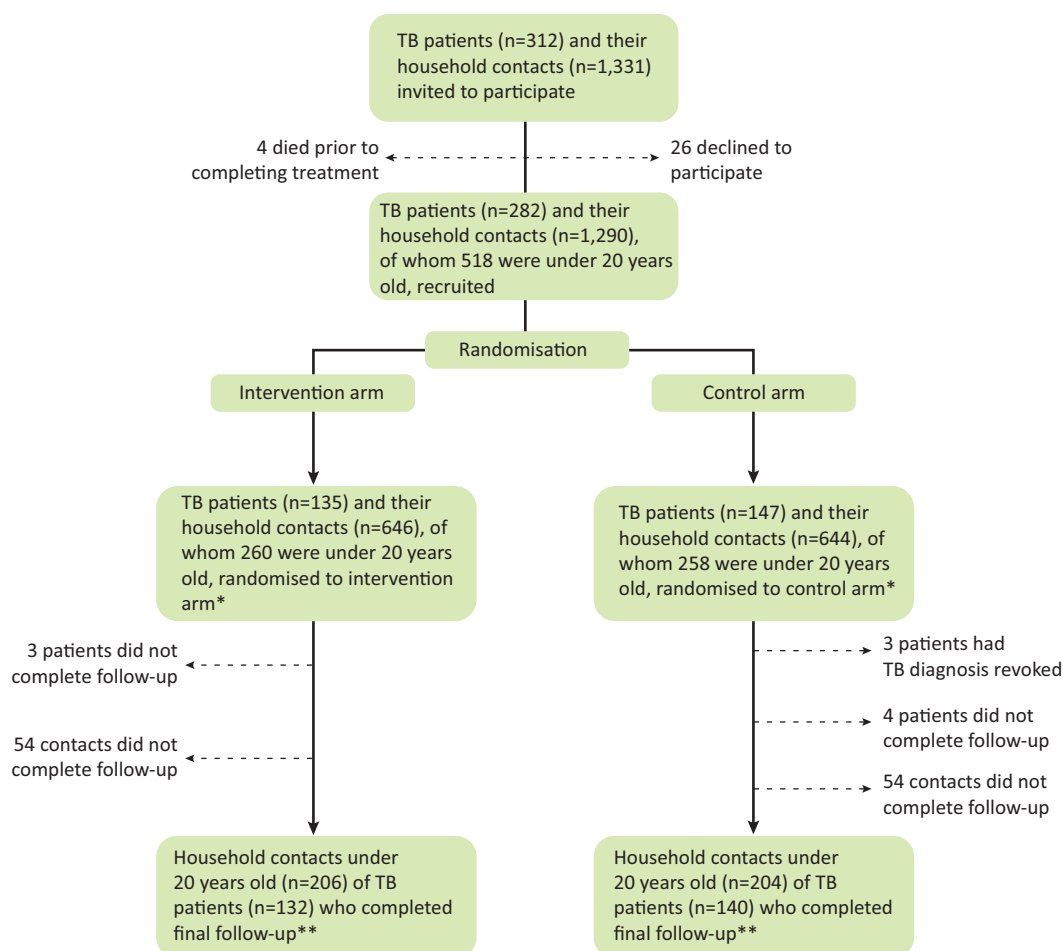 TB patients (n=312) and their
household contacts (n=1,331)
invited to participate
4 died prior to
completing treatment
26 declined to
participate
TB patients (n=282) and their
household contacts (n=1,290),
of whom 518 were under 20 years
old, recruited
Randomisation
Intervention arm
Control arm
TB patients (n=135) and their
household contacts (n=646), of
whom 260 were under 20 years
old, randomised to intervention
arm*
TB patients (n=147) and their
household contacts (n=644), of
whom 258 were under 20 years
old, randomised to control arm*
3 patients did not
complete follow-up
3 patients had
TB diagnosis revoked
54 contacts did not
complete follow-up
4 patients did not
complete follow-up
54 contacts did not
complete follow-up
Household contacts under
20 years old (n=206) of TB
patients (n=132) who completed
final follow-up**
Household contacts under
20 years old (n=204) of TB
patients (n=140) who completed
final follow-up**